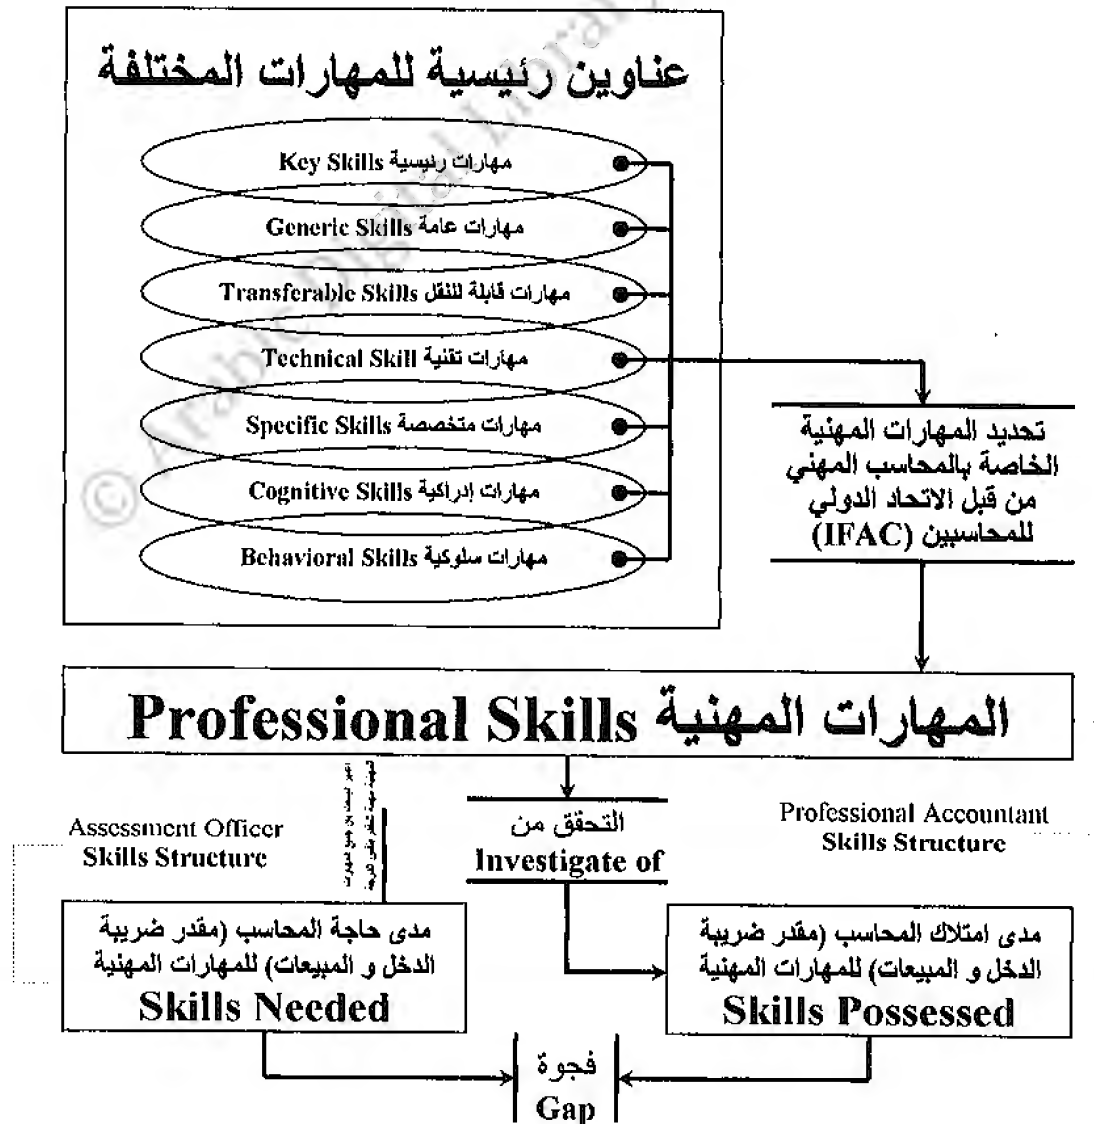 عناوين رئيسية للمهارات المختلفة
مهارات رئيسية Key Skills
مهارات عامة Generic Skills
مهارات قابلة للنقل Transferable Skills
مهارات تقنية Technical Skill
مهارات متخصصة Specific Skills
مهارات إدراكية Cognitive Skills
مهارات سلوكية Behavioral Skills
© Arabic Digital Library
تحديد المهارات المهنية
الخاصة بالمحاسب المهني
من قبل الاتحاد الدولي
للمحاسبين (IFAC)
المهارات المهنية Professional Skills
Assessment Officer
Skills Structure
التحقق من
Investigate of
Professional Accountant
Skills Structure
مدى حاجة المحاسب (مقدر ضريبة
الدخل و المبيعات) للمهارات المهنية
Skills Needed
مدى امتلاك المحاسب (مقدر ضريبة
الدخل و المبيعات) للمهارات المهنية
Skills Possessed
فجوة
Gap